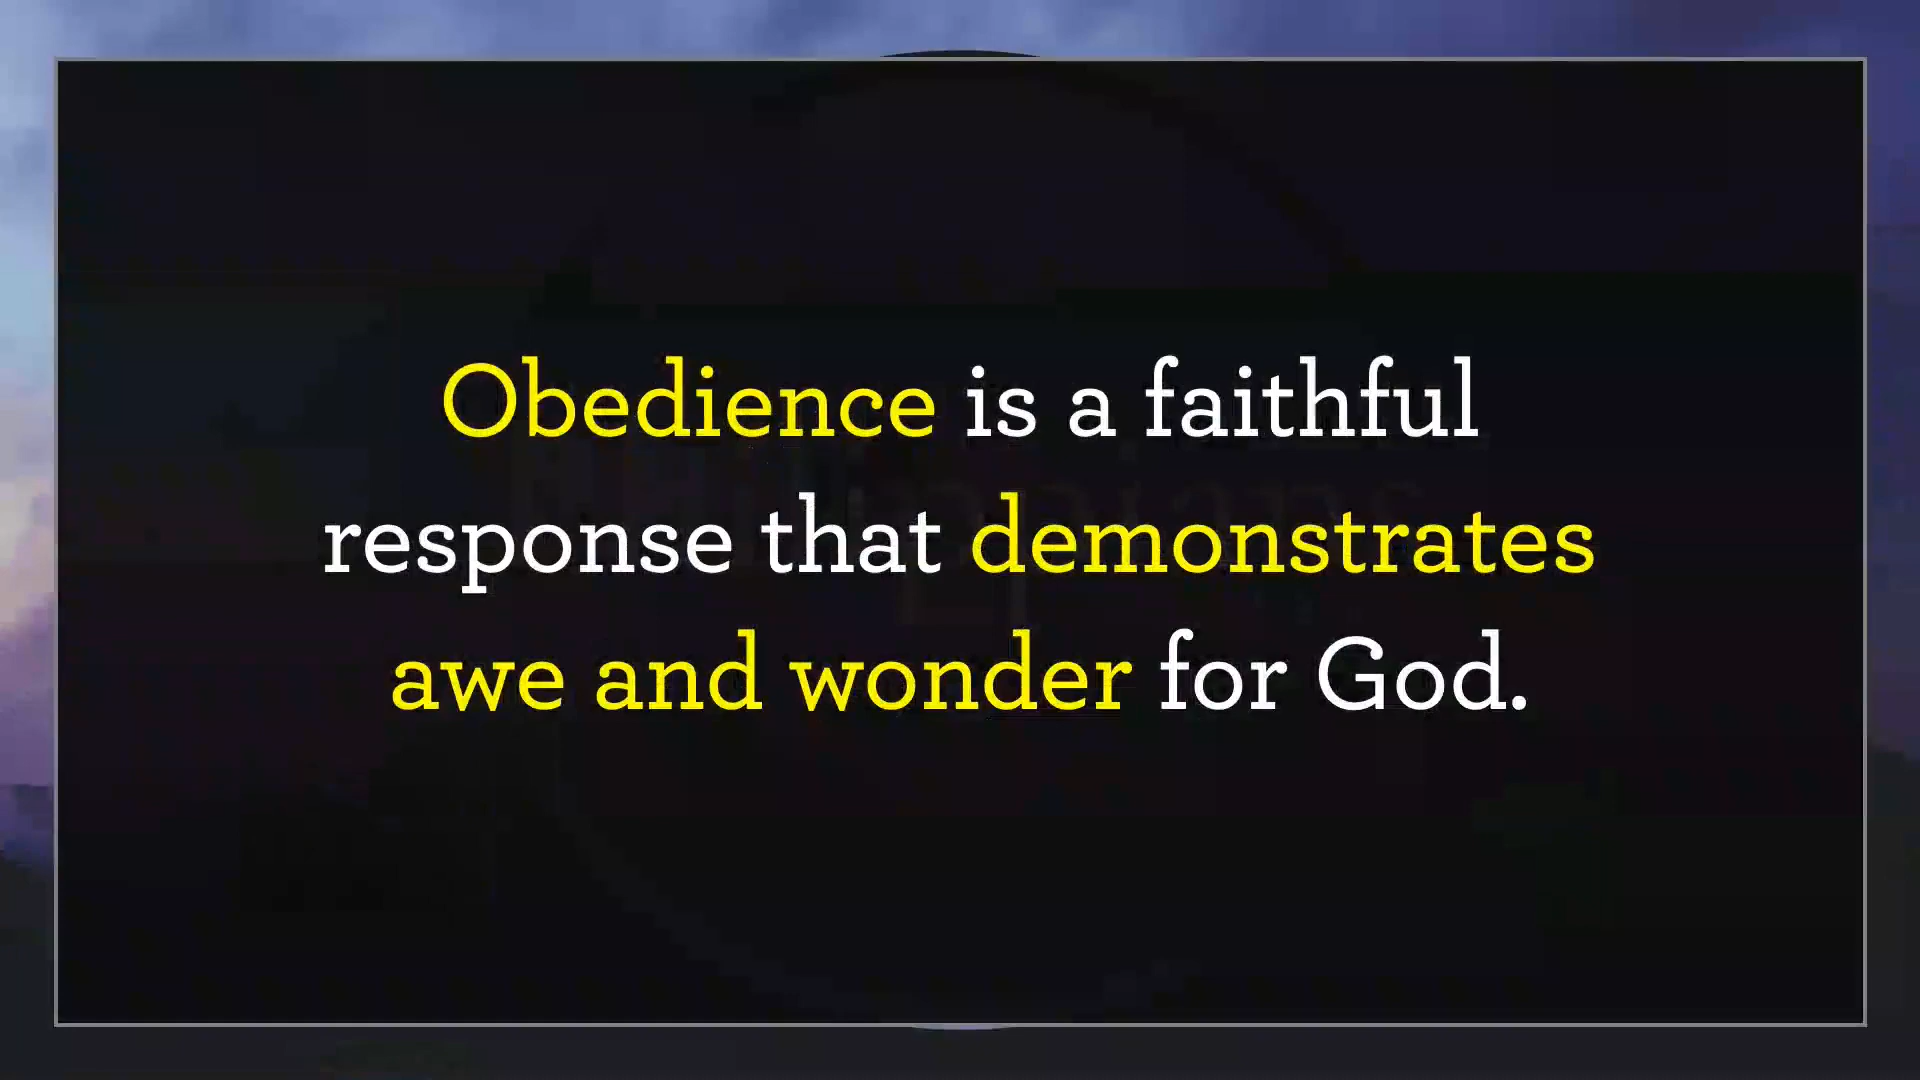 Obedience is a faithful
response that demonstrates
awe and wonder for God.